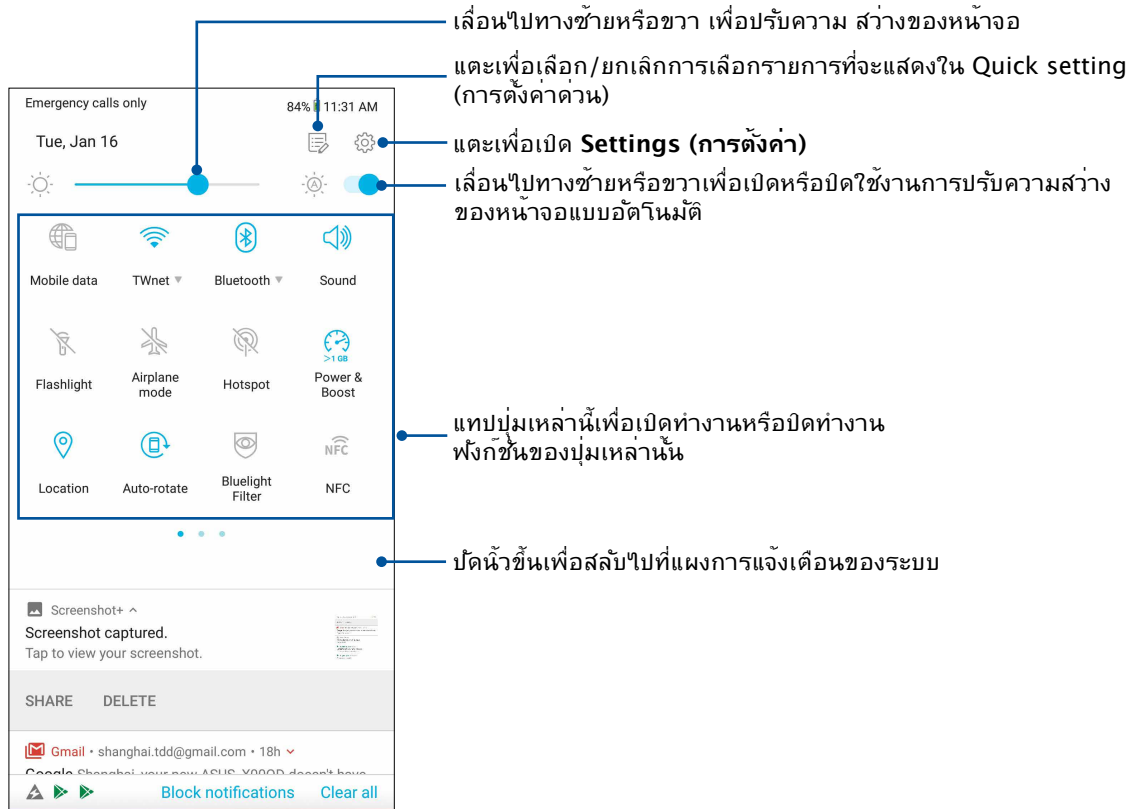 เลื่อนไปทางซ้ายหรือขวา เพื่อปรับความ สว่างของหน้าจอ
แตะเพื่อเลือก/ยกเลิกการเลือกรายการที่จะแสดงใน Quick setting
(การตั้งค่าด่วน)
แตะเพื่อเปิด Settings (การตั้งค่า)
เลื่อนไปทางซ้ายหรือขวาเพื่อเปิดหรือปิดใช้งานการปรับความสว่าง
ของหน้าจอแบบอัตโนมัติ
แทปปุ่มเหล่านี้เพื่อเปิดทำงานหรือปิดทำงาน
ฟังก์ชันของปุ่มเหล่านั้น
ปัดนิ้วขึ้นเพื่อสลับไปที่แผงการแจ้งเตือนของระบบ
Emergency calls only 84% 11:31 AM
Tue, Jan 16
A
Mobile data TWnet Bluetooth Sound
>1 GB
Flashlight Airplane mode Hotspot Power & Boost
NFC
Location Auto-rotate Bluelight Filter NFC
Screenshot+
Screenshot captured.
Tap to view your screenshot.
SHARE DELETE
Gmail • shanghai.tdd@gmail.com • 18h
Google Shanghai, your new ASUS_X00QD doesn't have
Block notifications Clear all